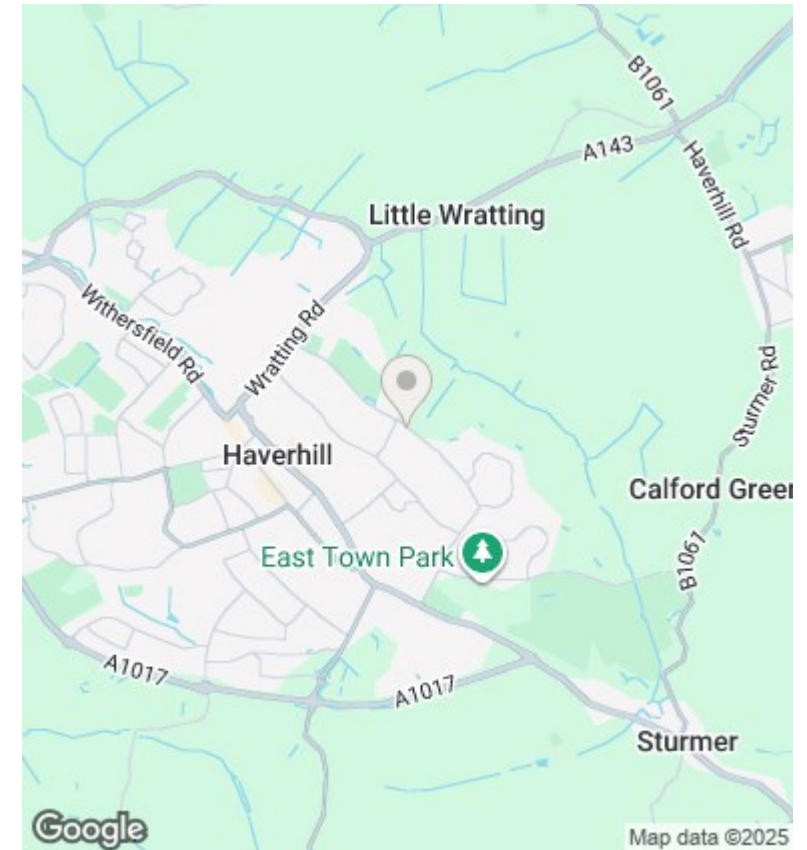 B1061
A143
Haverhill Rd
Little Wratting
Withersfield Rd
Wratting Rd
Sturmer Rd
Haverhill
Calford Greer
East Town Park
B1061
A1017
A1017
Sturmer
Google
Map data ©2025